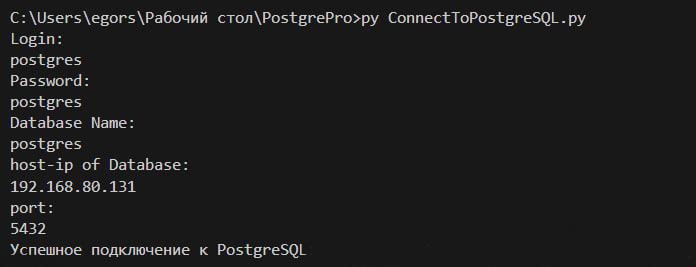 C:\Users\egors\Рабочий стол\PostgrePro>py ConnectToPostgreSQL.py
Login:
postgres
Password:
postgres
Database Name:
postgres
host-ip of Database:
192.168.80.131
port:
5432
Успешное подключение к PostgreSQL